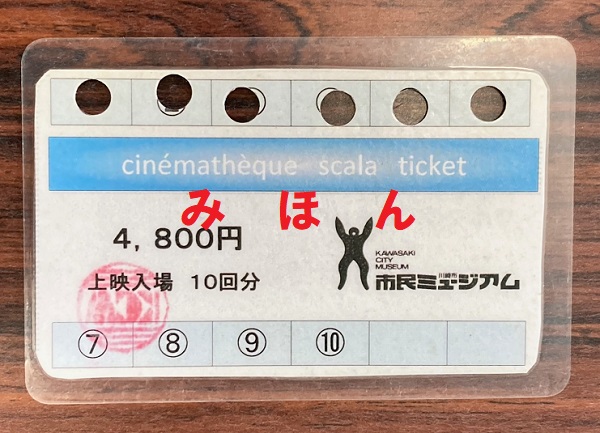 cinémathèque scala ticket
みほん
4,800円
上映入場 10回分
KAWASAKI
CITY
MUSEUM
川崎市
市民ミュージアム
⑦ ⑧ ⑨ ⑩